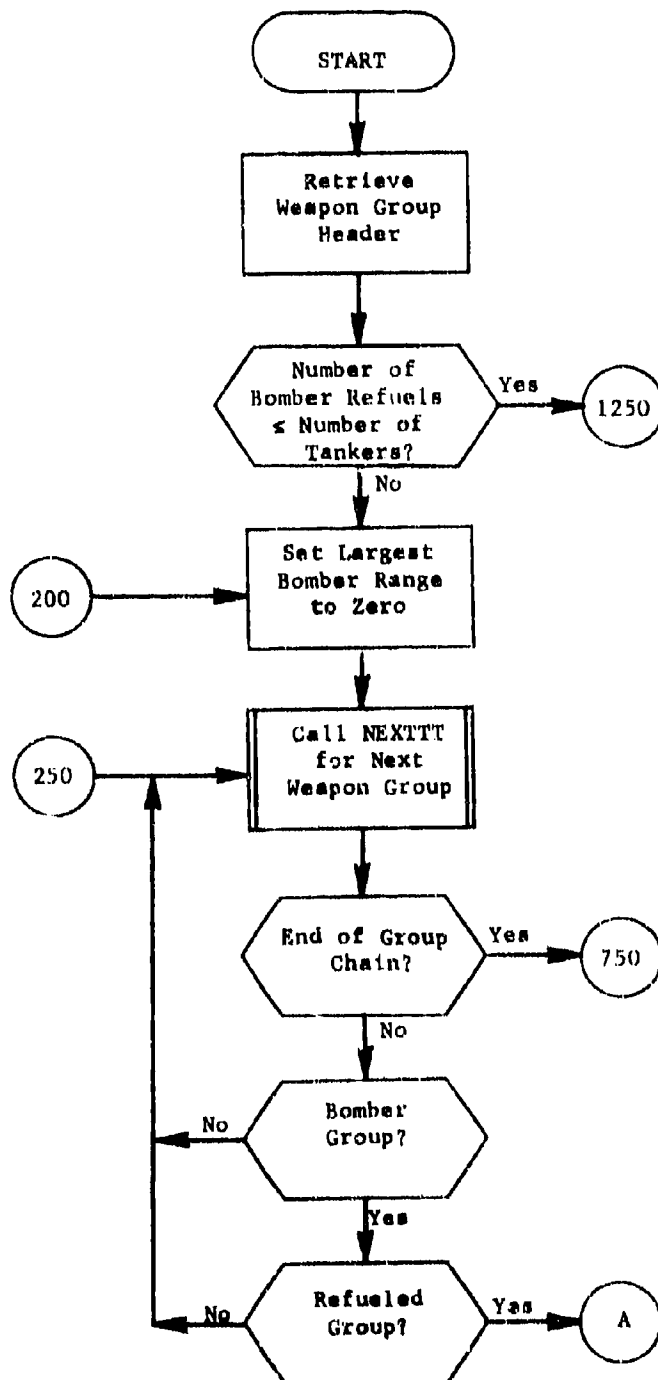 START
Retrieve
Weapon Group
Header
Number of
Bomber Refuels
≤ Number of
Tankers?
Yes
1250
No
Set Largest
Bomber Range
to Zero
200
Call NEXTTT
for Next
Weapon Group
250
End of Group
Chain?
Yes
750
No
Bomber
Group?
No
Yes
Refueled
Group?
No
Yes
A